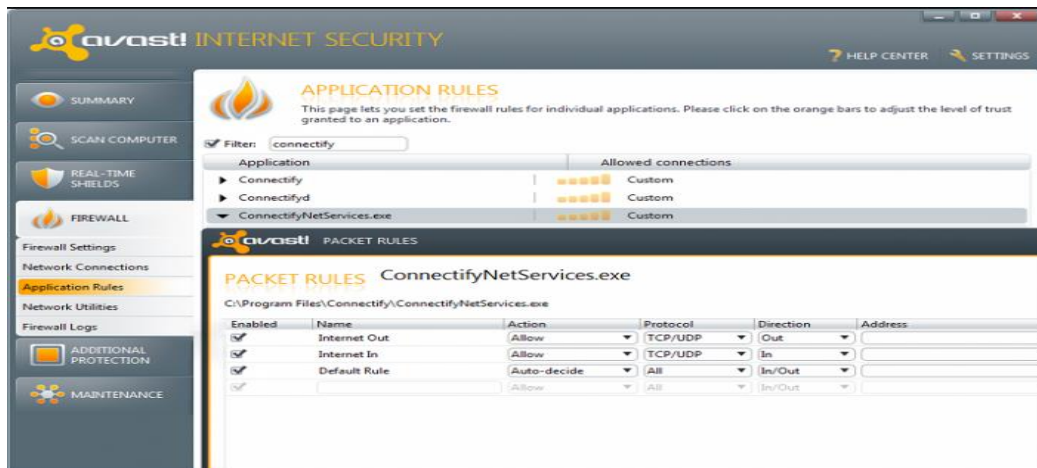 avast! INTERNET SECURITY
HELP CENTER SETTINGS
SUMMARY
SCAN COMPUTER
REAL-TIME
SHIELDS
FIREWALL
Firewall Settings
Network Connections
Application Rules
Network Utilities
Firewall Logs
ADDITIONAL
PROTECTION
MAINTENANCE
APPLICATION RULES
This page lets you set the firewall rules for individual applications. Please click on the orange bars to adjust the level of trust
granted to an application.
Filter: connectify
Application Allowed connections
Connectify Custom
Connectifyd Custom
ConnectifyNetServices.exe Custom
avast! PACKET RULES
PACKET RULES ConnectifyNetServices.exe
C:\Program Files\Connectify\ConnectifyNetServices.exe
Enabled Name Action Protocol Direction Address
Internet Out Allow TCP/UDP Out
Internet In Allow TCP/UDP In
Default Rule Auto-decide All In/Out
Allow All In/Out